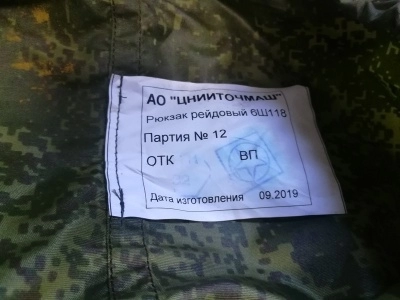 АО "ЦНИИТОЧМАШ"
Рюкзак рейдовый 6Ш118
Партия № 12
ОТК ВП
Дата изготовления 09.2019